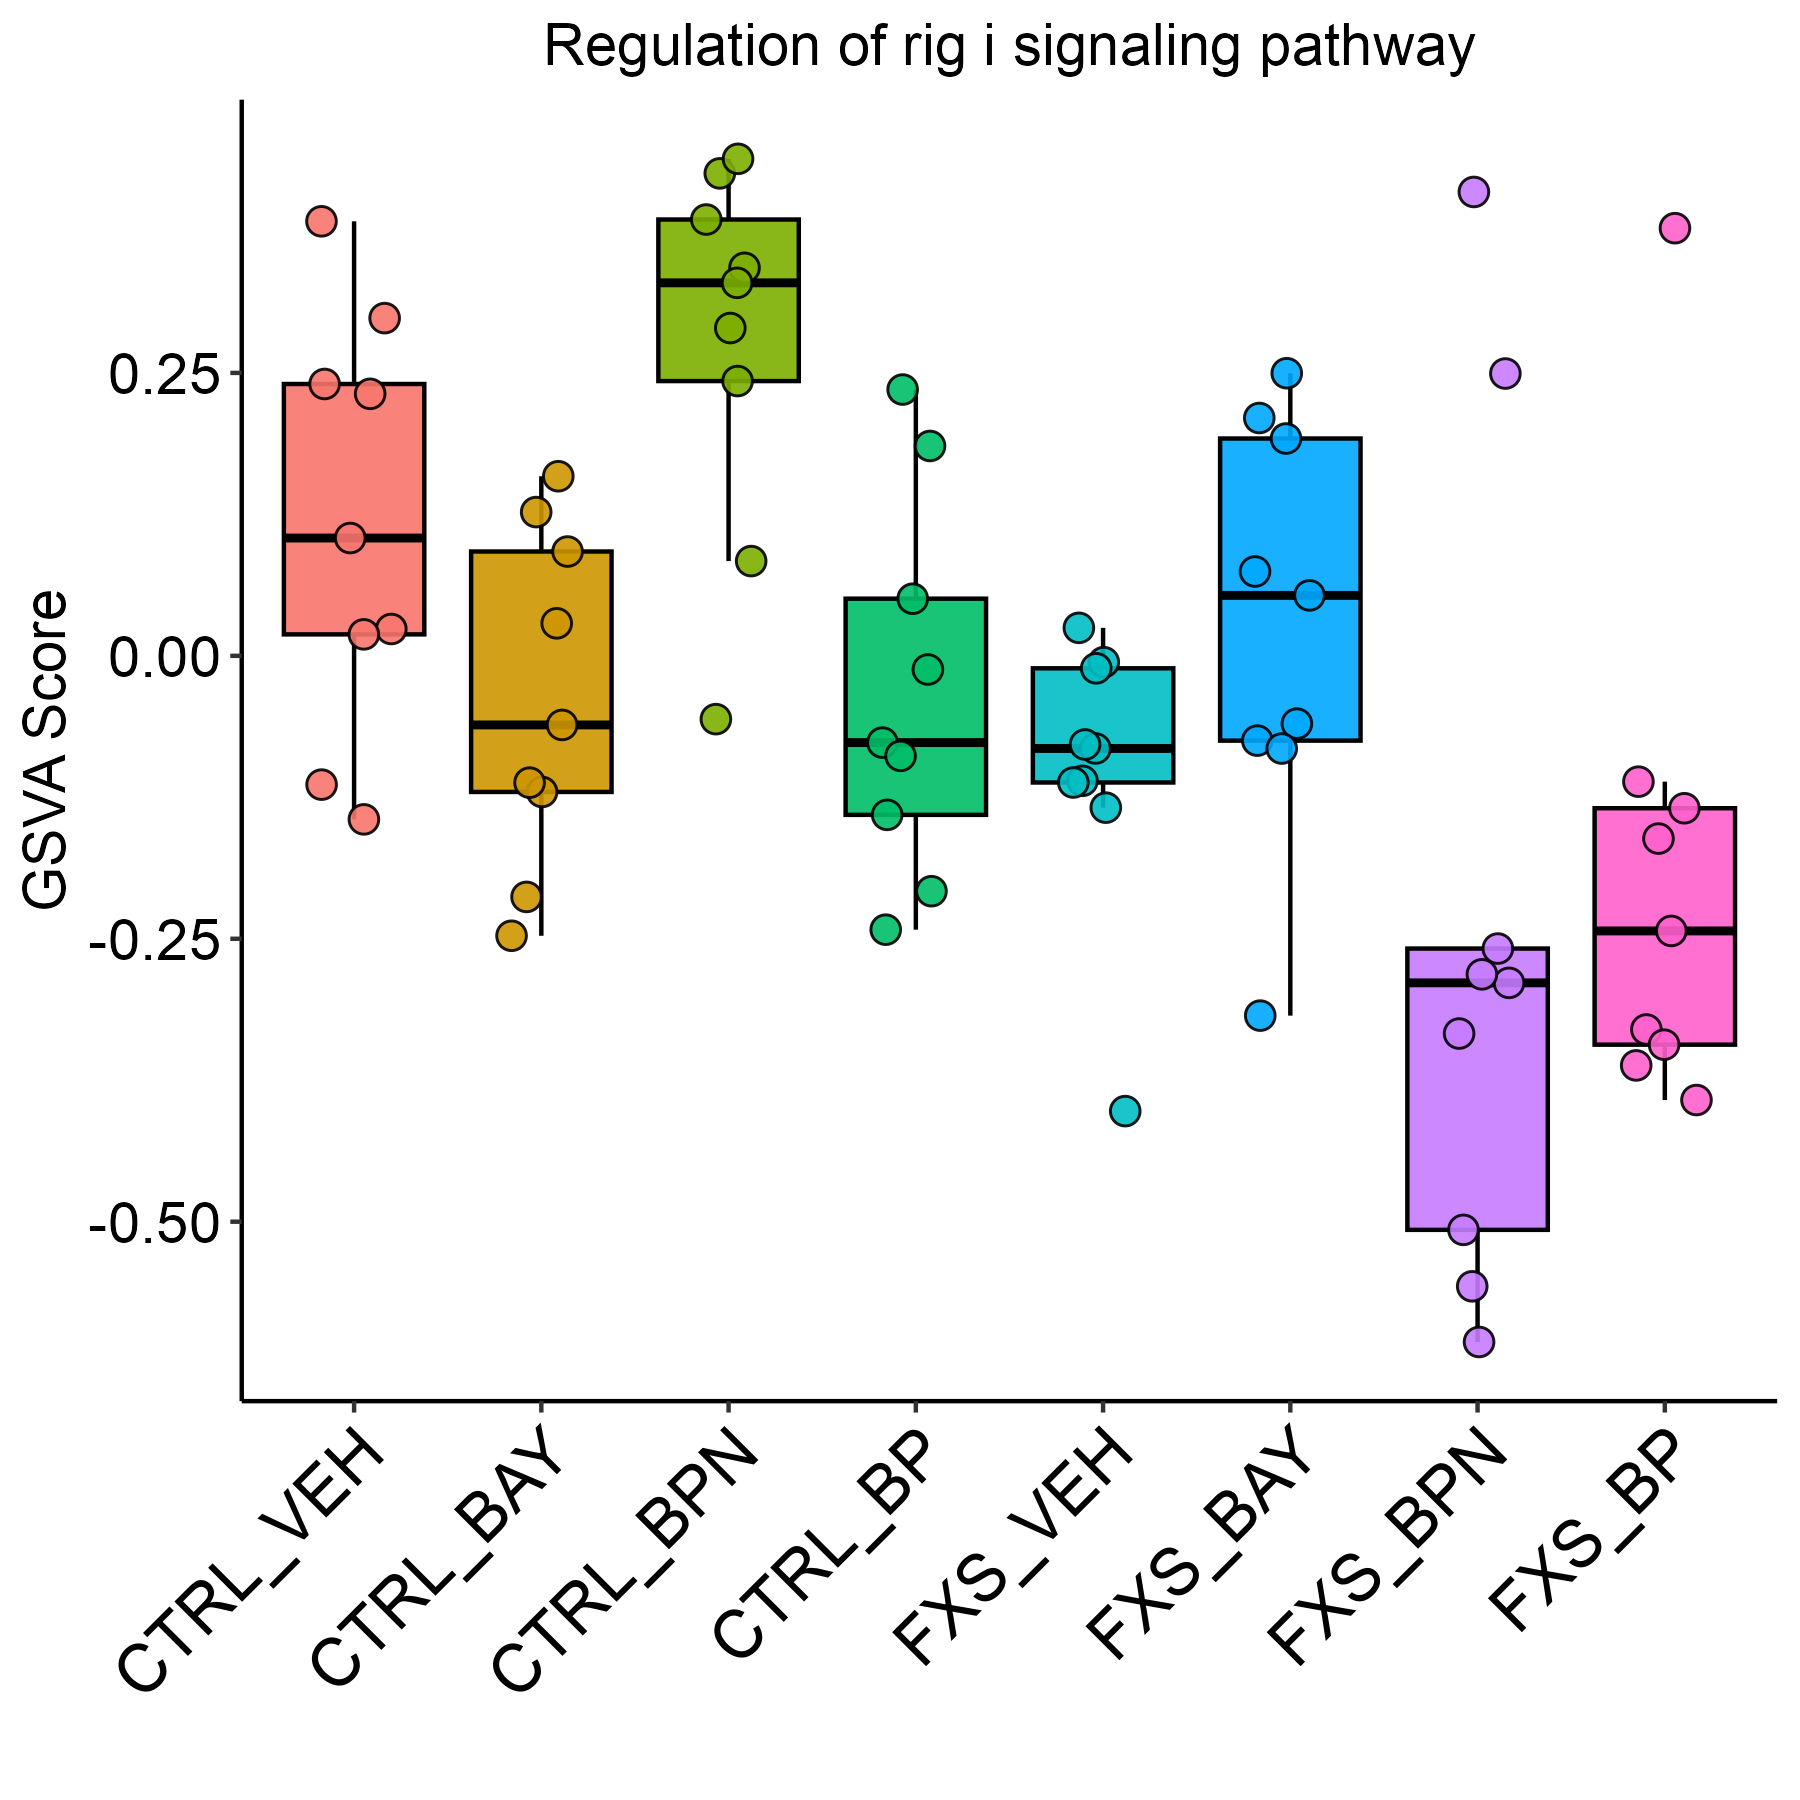 Regulation of rig i signaling pathway
GSVA Score
0.25
0.00
-0.25
-0.50
CTRL_VEH
CTRL_BAY
CTRL_BPN
CTRL_BP
FXS_VEH
FXS_BAY
FXS_BPN
FXS_BP